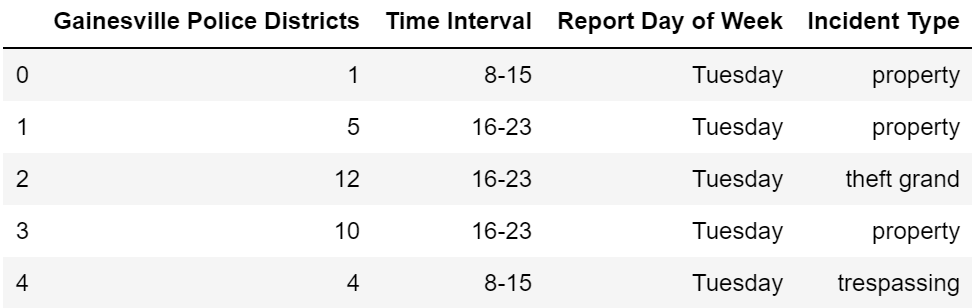 Gainesville Police Districts Time Interval Report Day of Week Incident Type
0 1 8-15 Tuesday property
1 5 16-23 Tuesday property
2 12 16-23 Tuesday theft grand
3 10 16-23 Tuesday property
4 4 8-15 Tuesday trespassing